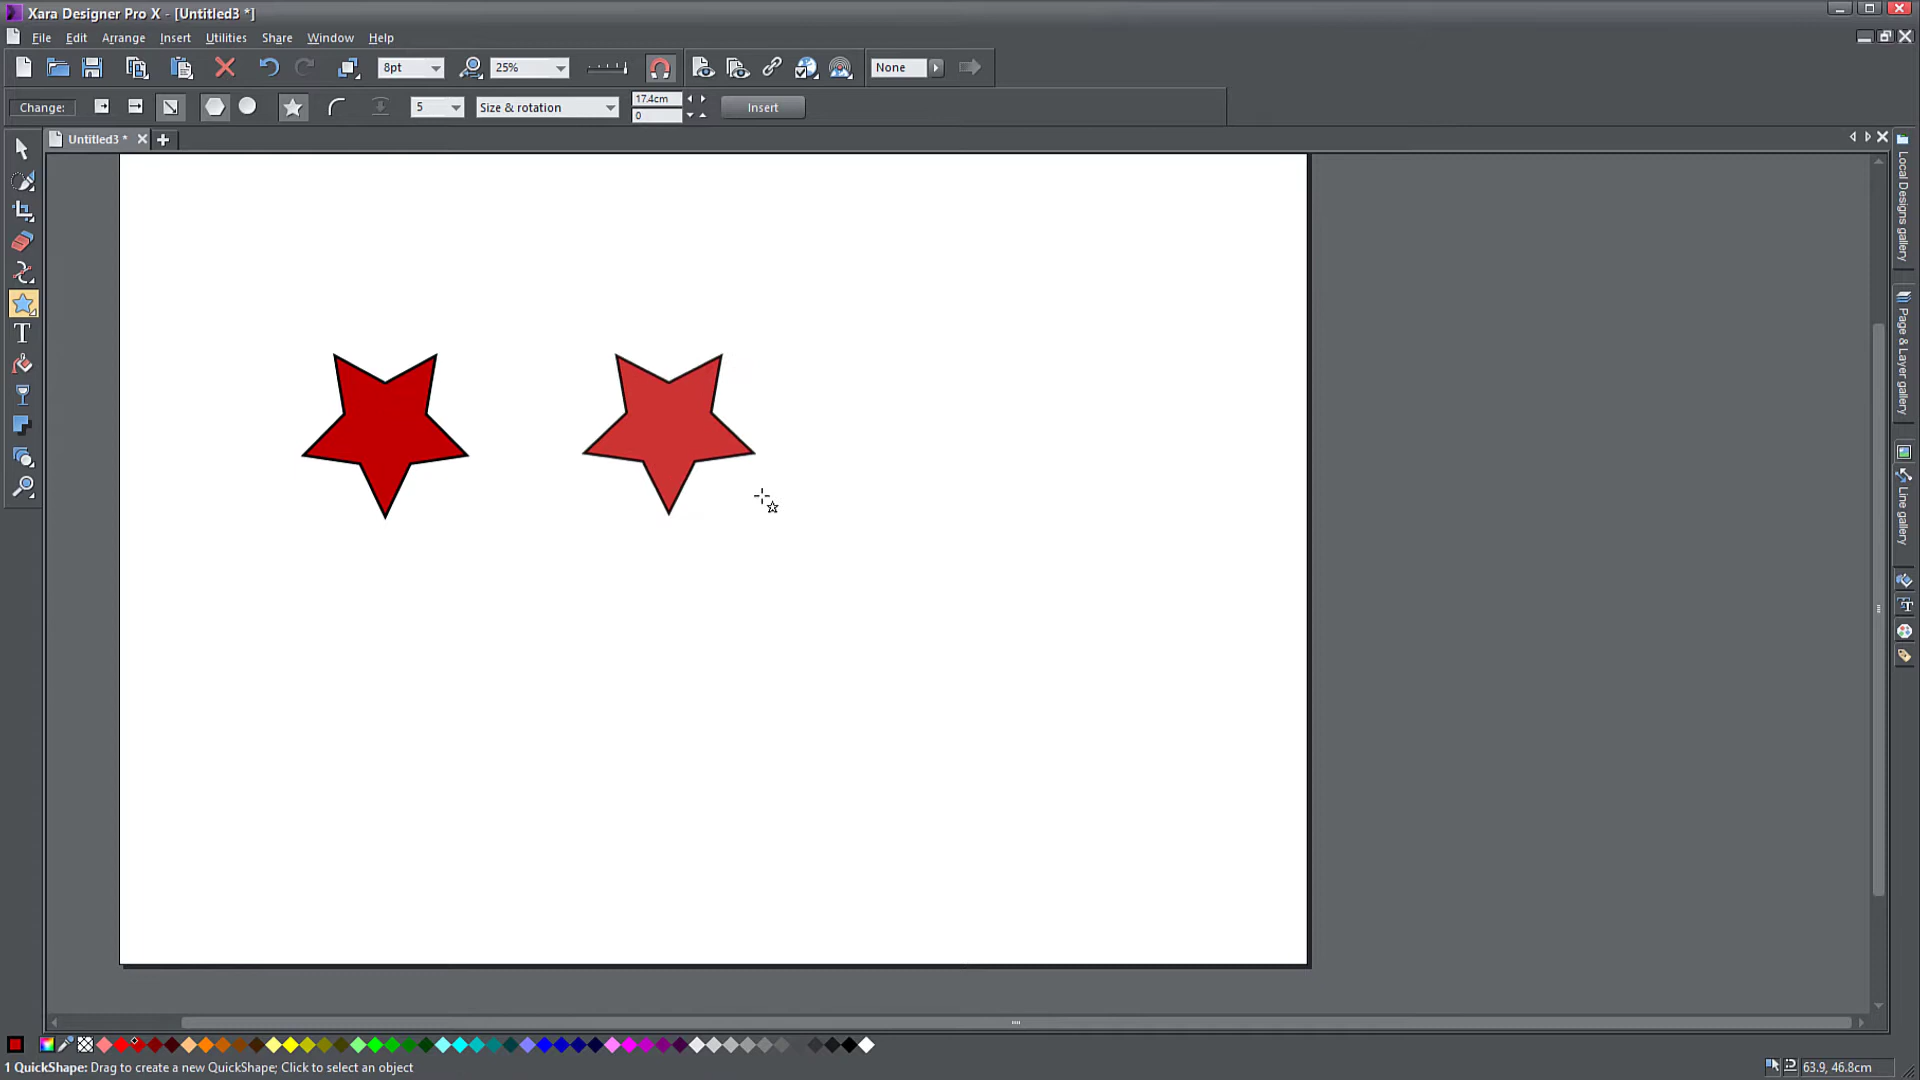 Xara Designer Pro X - [Untitled3 *]
File Edit Arrange Insert Utilities Share Window Help
8pt 25% None
Change: 5 Size & rotation 17.4cm Insert
0
Untitled3 *
Local Designs gallery
Page & Layer gallery
Line gallery
1 QuickShape: Drag to create a new QuickShape; Click to select an object 63.9, 46.8cm